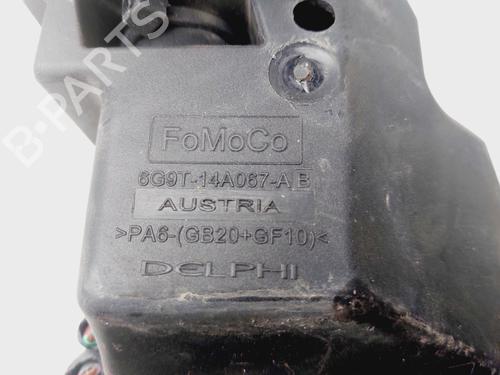 B-PARTS
FoMoCo
6G9T-14A067-A B
AUSTRIA
>PA6-(GB20+GF10)<
DELPHI